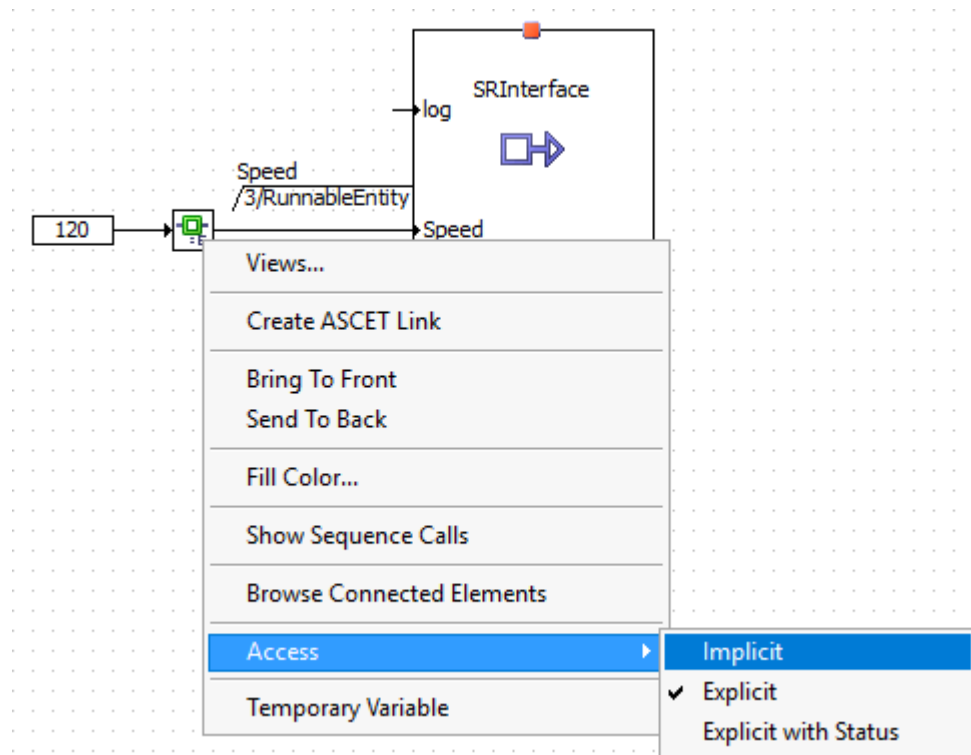 SRInterface
log
Speed
/3/RunnableEntity
120
Speed
E
Views...
Create ASCET Link
Bring To Front
Send To Back
Fill Color...
Show Sequence Calls
Browse Connected Elements
Access
Implicit
Explicit
Temporary Variable
Explicit with Status